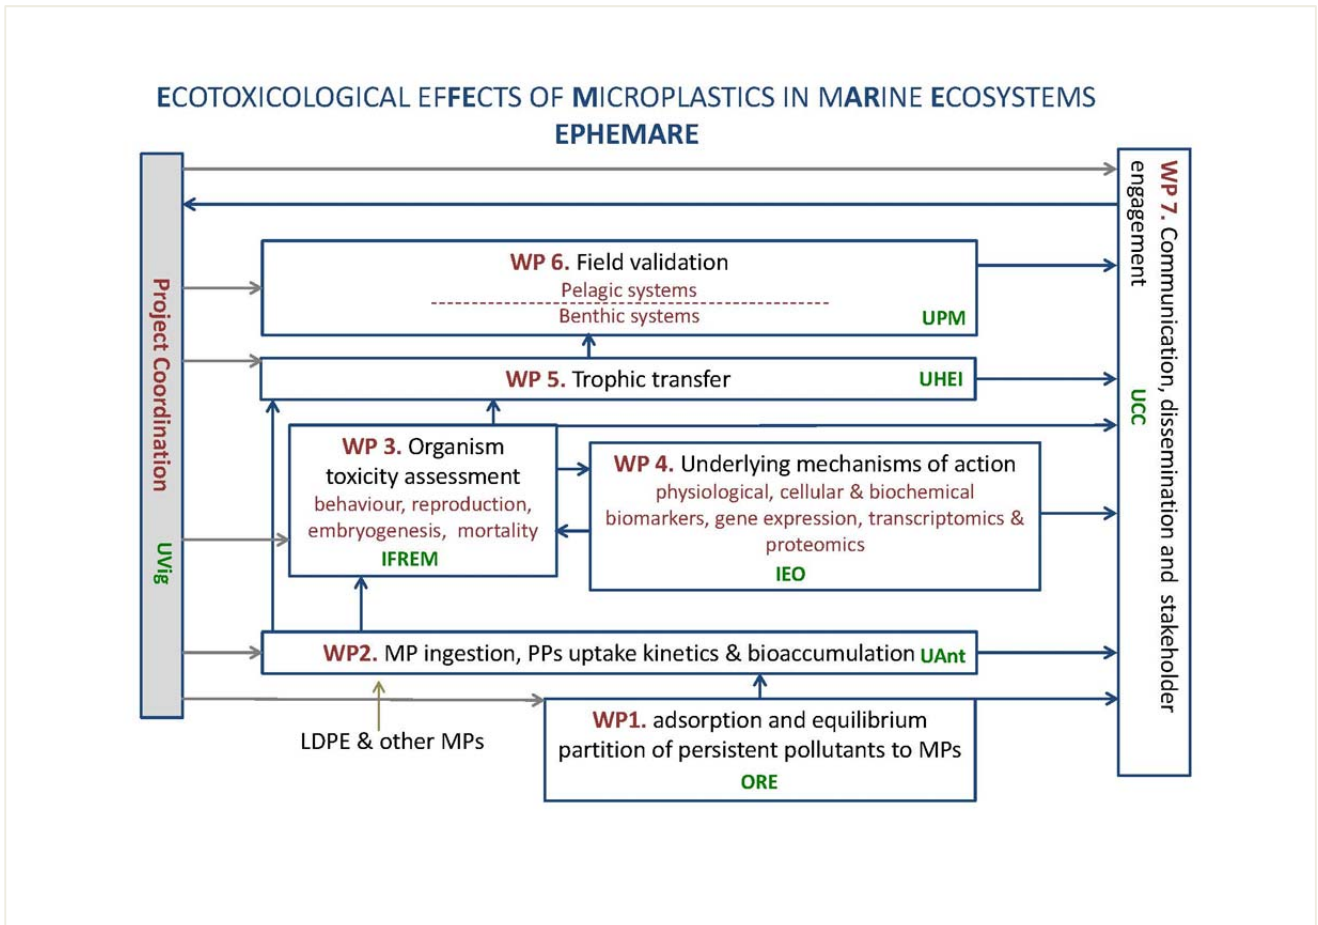 ECOTOXICOLOGICAL EFFECTS OF MICROPLASTICS IN MARINE ECOSYSTEMS
EPHEMARE
Project Coordination
UVig
WP 6. Field validation
Pelagic systems
Benthic systems
UPM
WP 5. Trophic transfer
UHEI
WP 3. Organism
toxicity assessment
behaviour, reproduction,
embryogenesis, mortality
IFREM
WP 4. Underlying mechanisms of action
physiological, cellular & biochemical
biomarkers, gene expression, transcriptomics &
proteomics
IEO
WP2. MP ingestion, PPs uptake kinetics & bioaccumulation UAnt
LDPE & other MPs
WP1. adsorption and equilibrium
partition of persistent pollutants to MPs
ORE
WP 7. Communication, dissemination and stakeholder
engagement
UCC